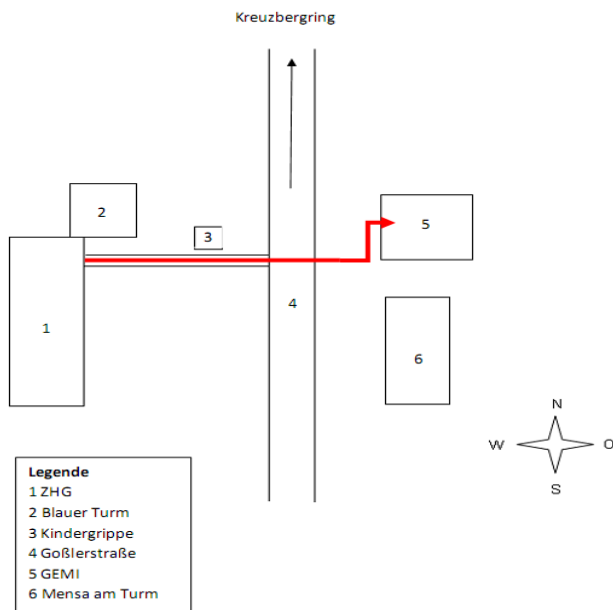 Kreuzbergring
2
3
5
1
4
6
N
W O
S
Legende
1 ZHG
2 Blauer Turm
3 Kindergrippe
4 Goßlerstraße
5 GEMI
6 Mensa am Turm